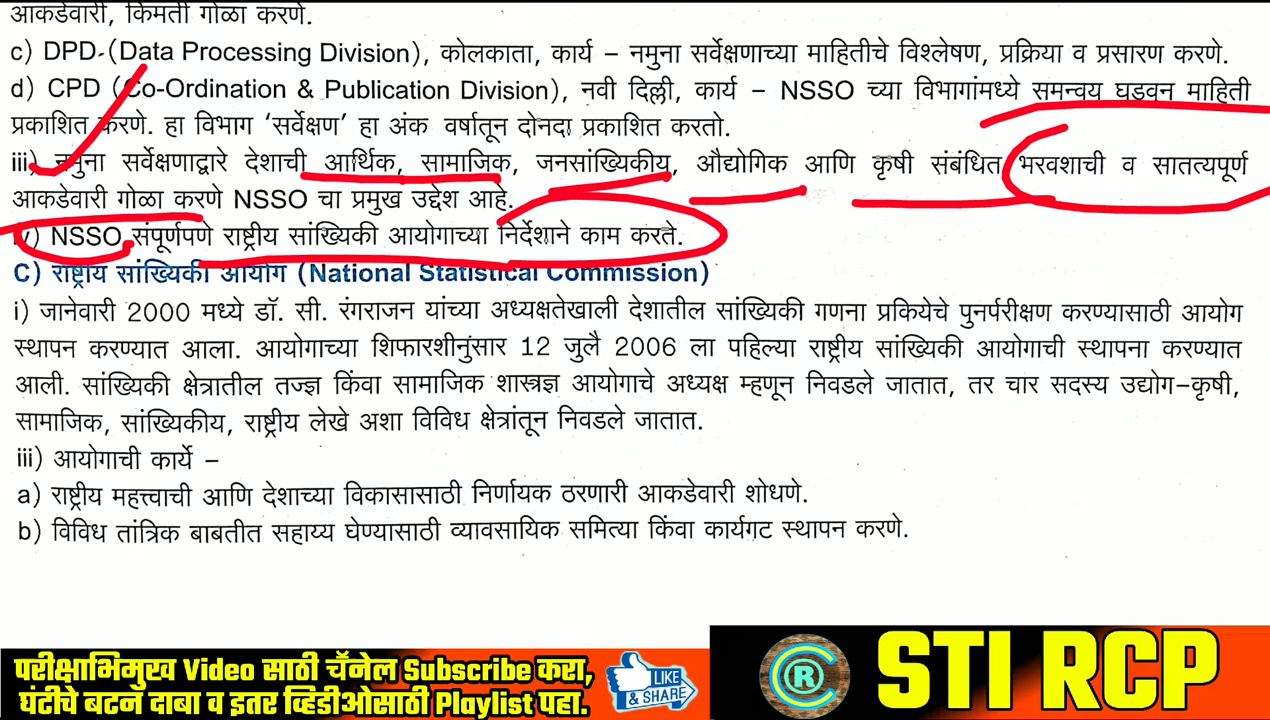 आकडेवारी, किमती गोळा करणे.
c) DPD (Data Processing Division), कोलकाता, कार्य – नमुना सर्वेक्षणाच्या माहितीचे विश्लेषण, प्रक्रिया व प्रसारण करणे.
d) CPD (Co-Ordination & Publication Division), नवी दिल्ली, कार्य – NSSO च्या विभागांमध्ये समन्वय घडवन माहिती
प्रकाशित करणे. हा विभाग ‘सर्वेक्षण’ हा अंक वर्षातून दोनदा प्रकाशित करतो.
iii) नमुना सर्वेक्षणाद्वारे देशाची आर्थिक, सामाजिक, जनसांख्यिकीय, औद्योगिक आणि कृषी संबंधित भरवशाची व सातत्यपूर्ण
आकडेवारी गोळा करणे NSSO चा प्रमुख उद्देश आहे.
NSSO संपूर्णपणे राष्ट्रीय सांख्यिकी आयोगाच्या निर्देशाने काम करते.
C) राष्ट्रीय सांख्यिकी आयोग (National Statistical Commission)
i) जानेवारी 2000 मध्ये डॉ. सी. रंगराजन यांच्या अध्यक्षतेखाली देशातील सांख्यिकी गणना प्रकियेचे पुनर्परीक्षण करण्यासाठी आयोग
स्थापन करण्यात आला. आयोगाच्या शिफारशीनुंसार 12 जुलै 2006 ला पहिल्या राष्ट्रीय सांख्यिकी आयोगाची स्थापना करण्यात
आली. सांख्यिकी क्षेत्रातील तज्ज्ञ किंवा सामाजिक शास्त्रज्ञ आयोगाचे अध्यक्ष म्हणून निवडले जातात, तर चार सदस्य उद्योग-कृषी,
सामाजिक, सांख्यिकीय, राष्ट्रीय लेखे अशा विविध क्षेत्रांतून निवडले जातात.
iii) आयोगाची कार्ये –
a) राष्ट्रीय महत्त्वाची आणि देशाच्या विकासासाठी निर्णायक ठरणारी आकडेवारी शोधणे.
b) विविध तांत्रिक बाबतीत सहाय्य घेण्यासाठी व्यावसायिक समित्या किंवा कार्यगट स्थापन करणे.
परीक्षाभिमुख Video साठी चॅनेल Subscribe करा,
घंटीचे बटन दाबा व इतर व्हिडीओसाठी Playlist पहा.
LIKE
& SHARE
R
STI RCP